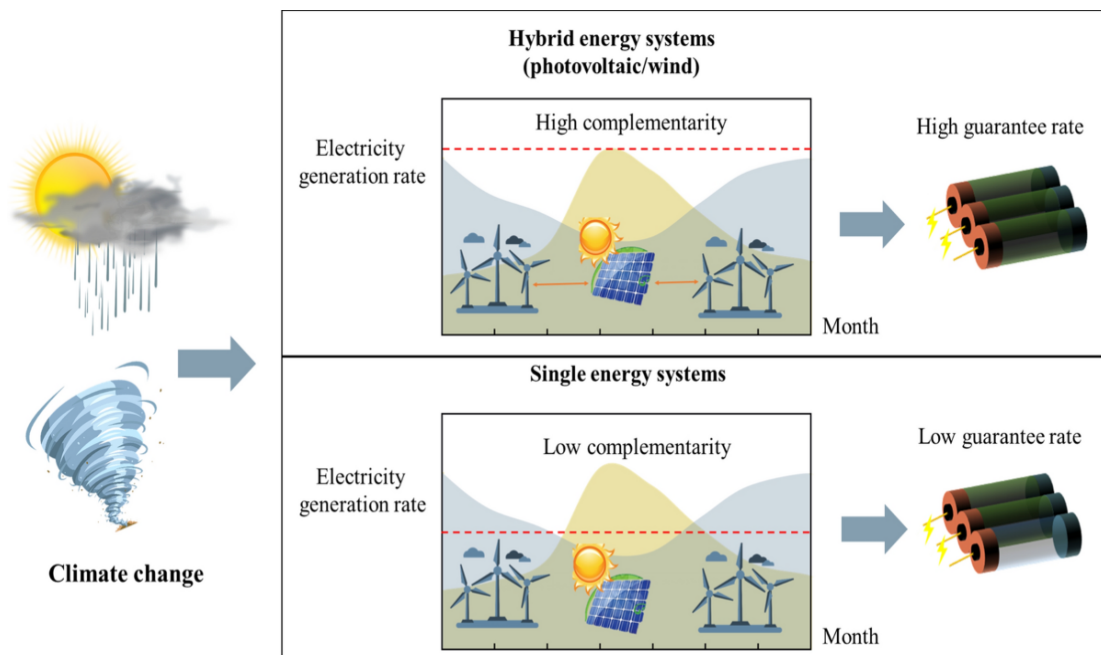 Hybrid energy systems
(photovoltaic/wind)
High complementarity
Electricity
generation rate
High guarantee rate
Month
Single energy systems
Low complementarity
Electricity
generation rate
Low guarantee rate
Month
Climate change